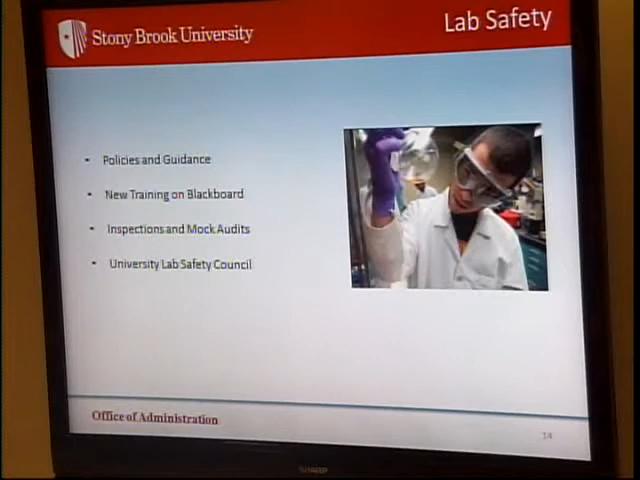 Stony Brook University
Lab Safety
• Policies and Guidance
• New Training on Blackboard
• Inspections and Mock Audits
• University Lab Safety Council
Office of Administration
14
SHARP